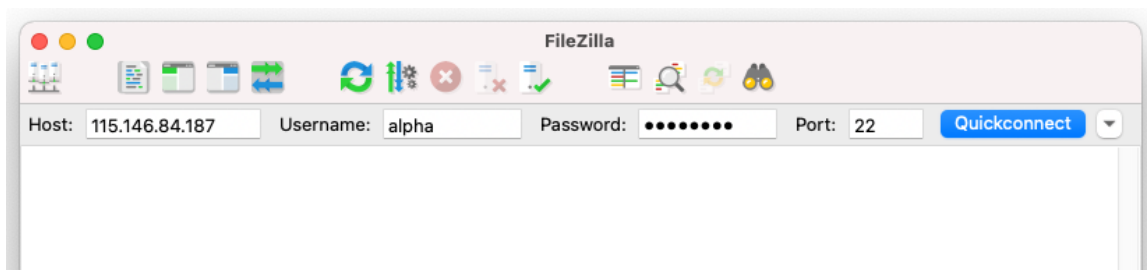 FileZilla
Host: 115.146.84.187 Username: alpha Password: ●●●●●●●● Port: 22 Quickconnect